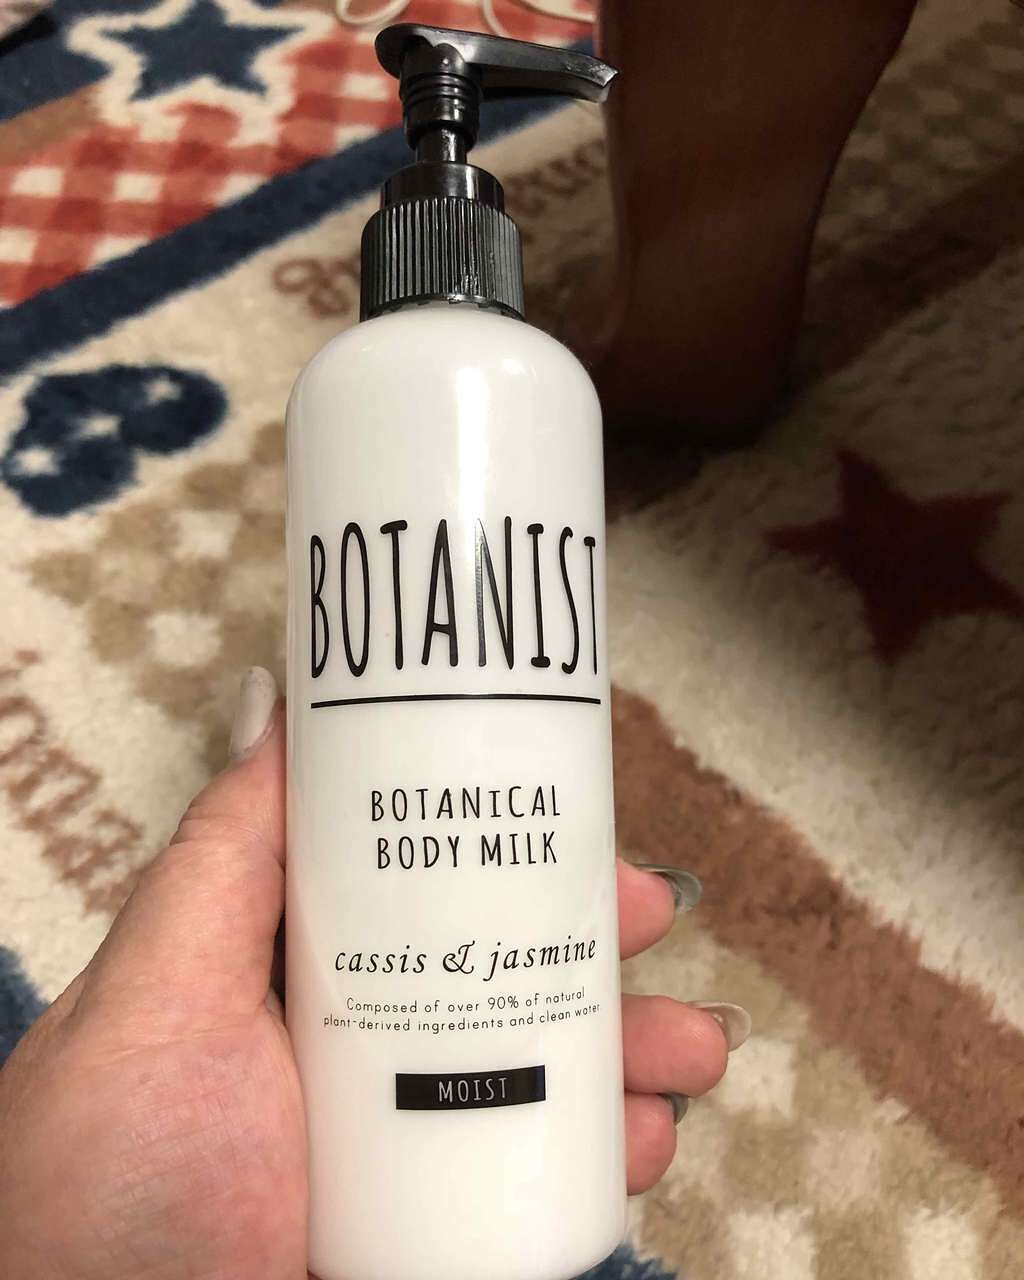 BOTANIST
BOTANICAL
BODY MILK
cassis & jasmine
Composed of over 90% of natural
plant-derived ingredients and clean water.
MOIST